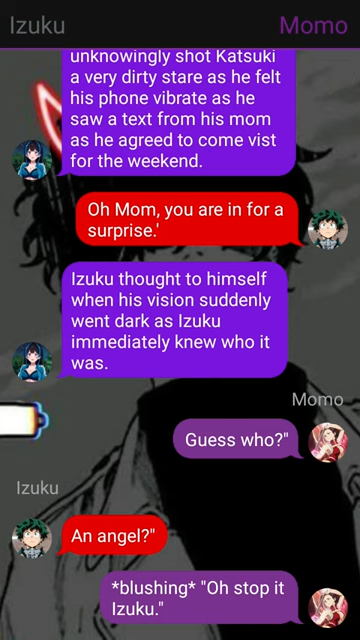 Izuku
Momo
unknowingly shot Katsuki
a very dirty stare as he felt
his phone vibrate as he
saw a text from his mom
as he agreed to come vist
for the weekend.
Oh Mom, you are in for a
surprise.'
Izuku thought to himself
when his vision suddenly
went dark as Izuku
immediately knew who it
was.
Momo
Guess who?"
Izuku
An angel?"
*blushing* "Oh stop it
Izuku."